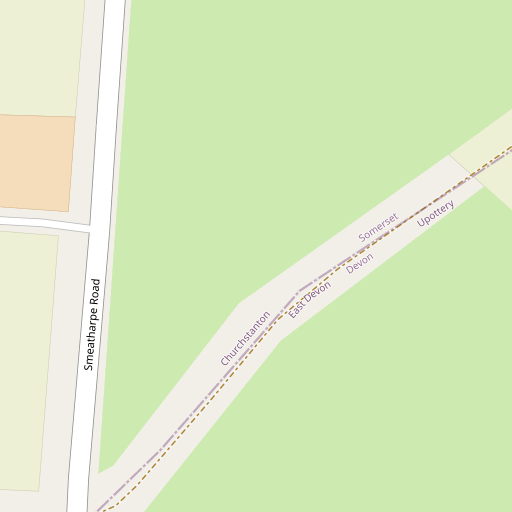 Somerset
Upottery
Devon
East Devon
Churchstanton
Smeatharpe Road